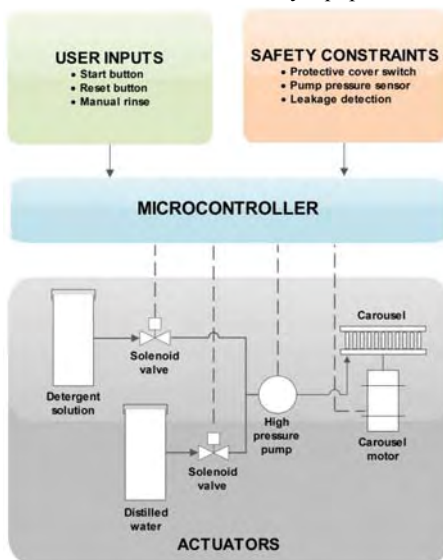 USER INPUTS
• Start button
• Reset button
• Manual rinse
SAFETY CONSTRAINTS
• Protective cover switch
• Pump pressure sensor
• Leakage detection
MICROCONTROLLER
Carousel
Solenoid
valve
Detergent
solution
High
pressure
pump
Carousel
motor
Solenoid
valve
Distilled
water
ACTUATORS